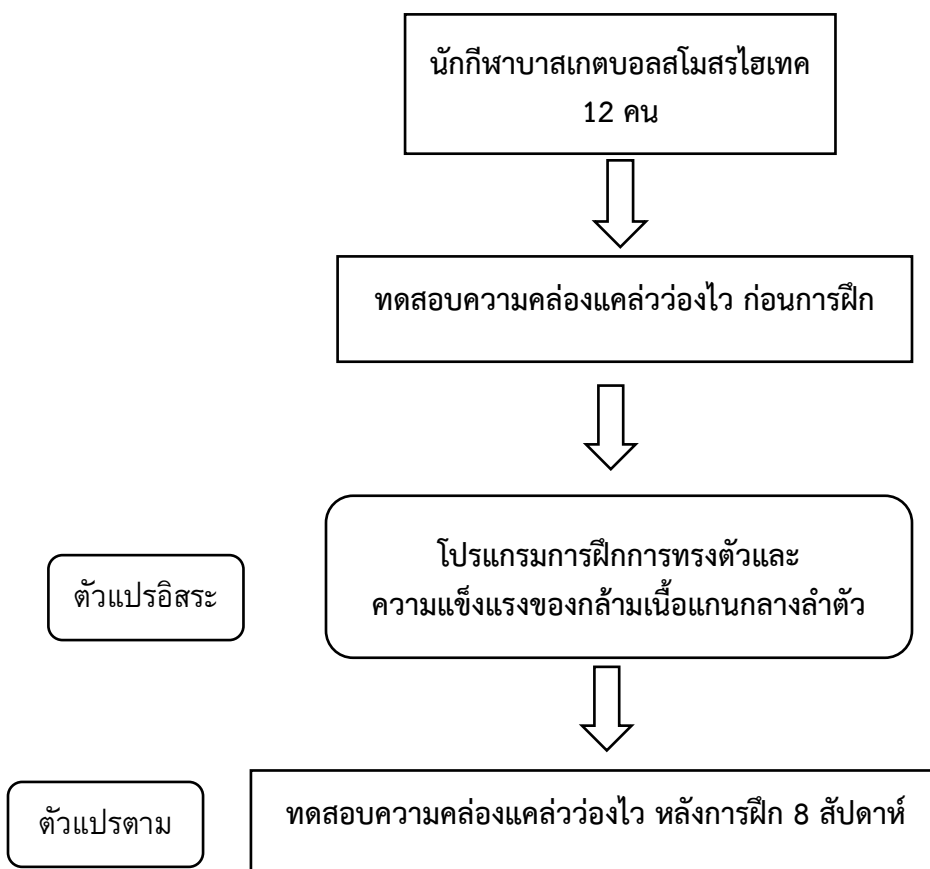 นักกีฬาบาสเกตบอลสโมสรไฮเทค
12 คน
ทดสอบความคล่องแคล่วว่องไว ก่อนการฝึก
โปรแกรมการฝึกการทรงตัวและ
ความแข็งแรงของกล้ามเนื้อแกนกลางลำตัว
ตัวแปรอิสระ
ทดสอบความคล่องแคล่วว่องไว หลังการฝึก 8 สัปดาห์
ตัวแปรตาม